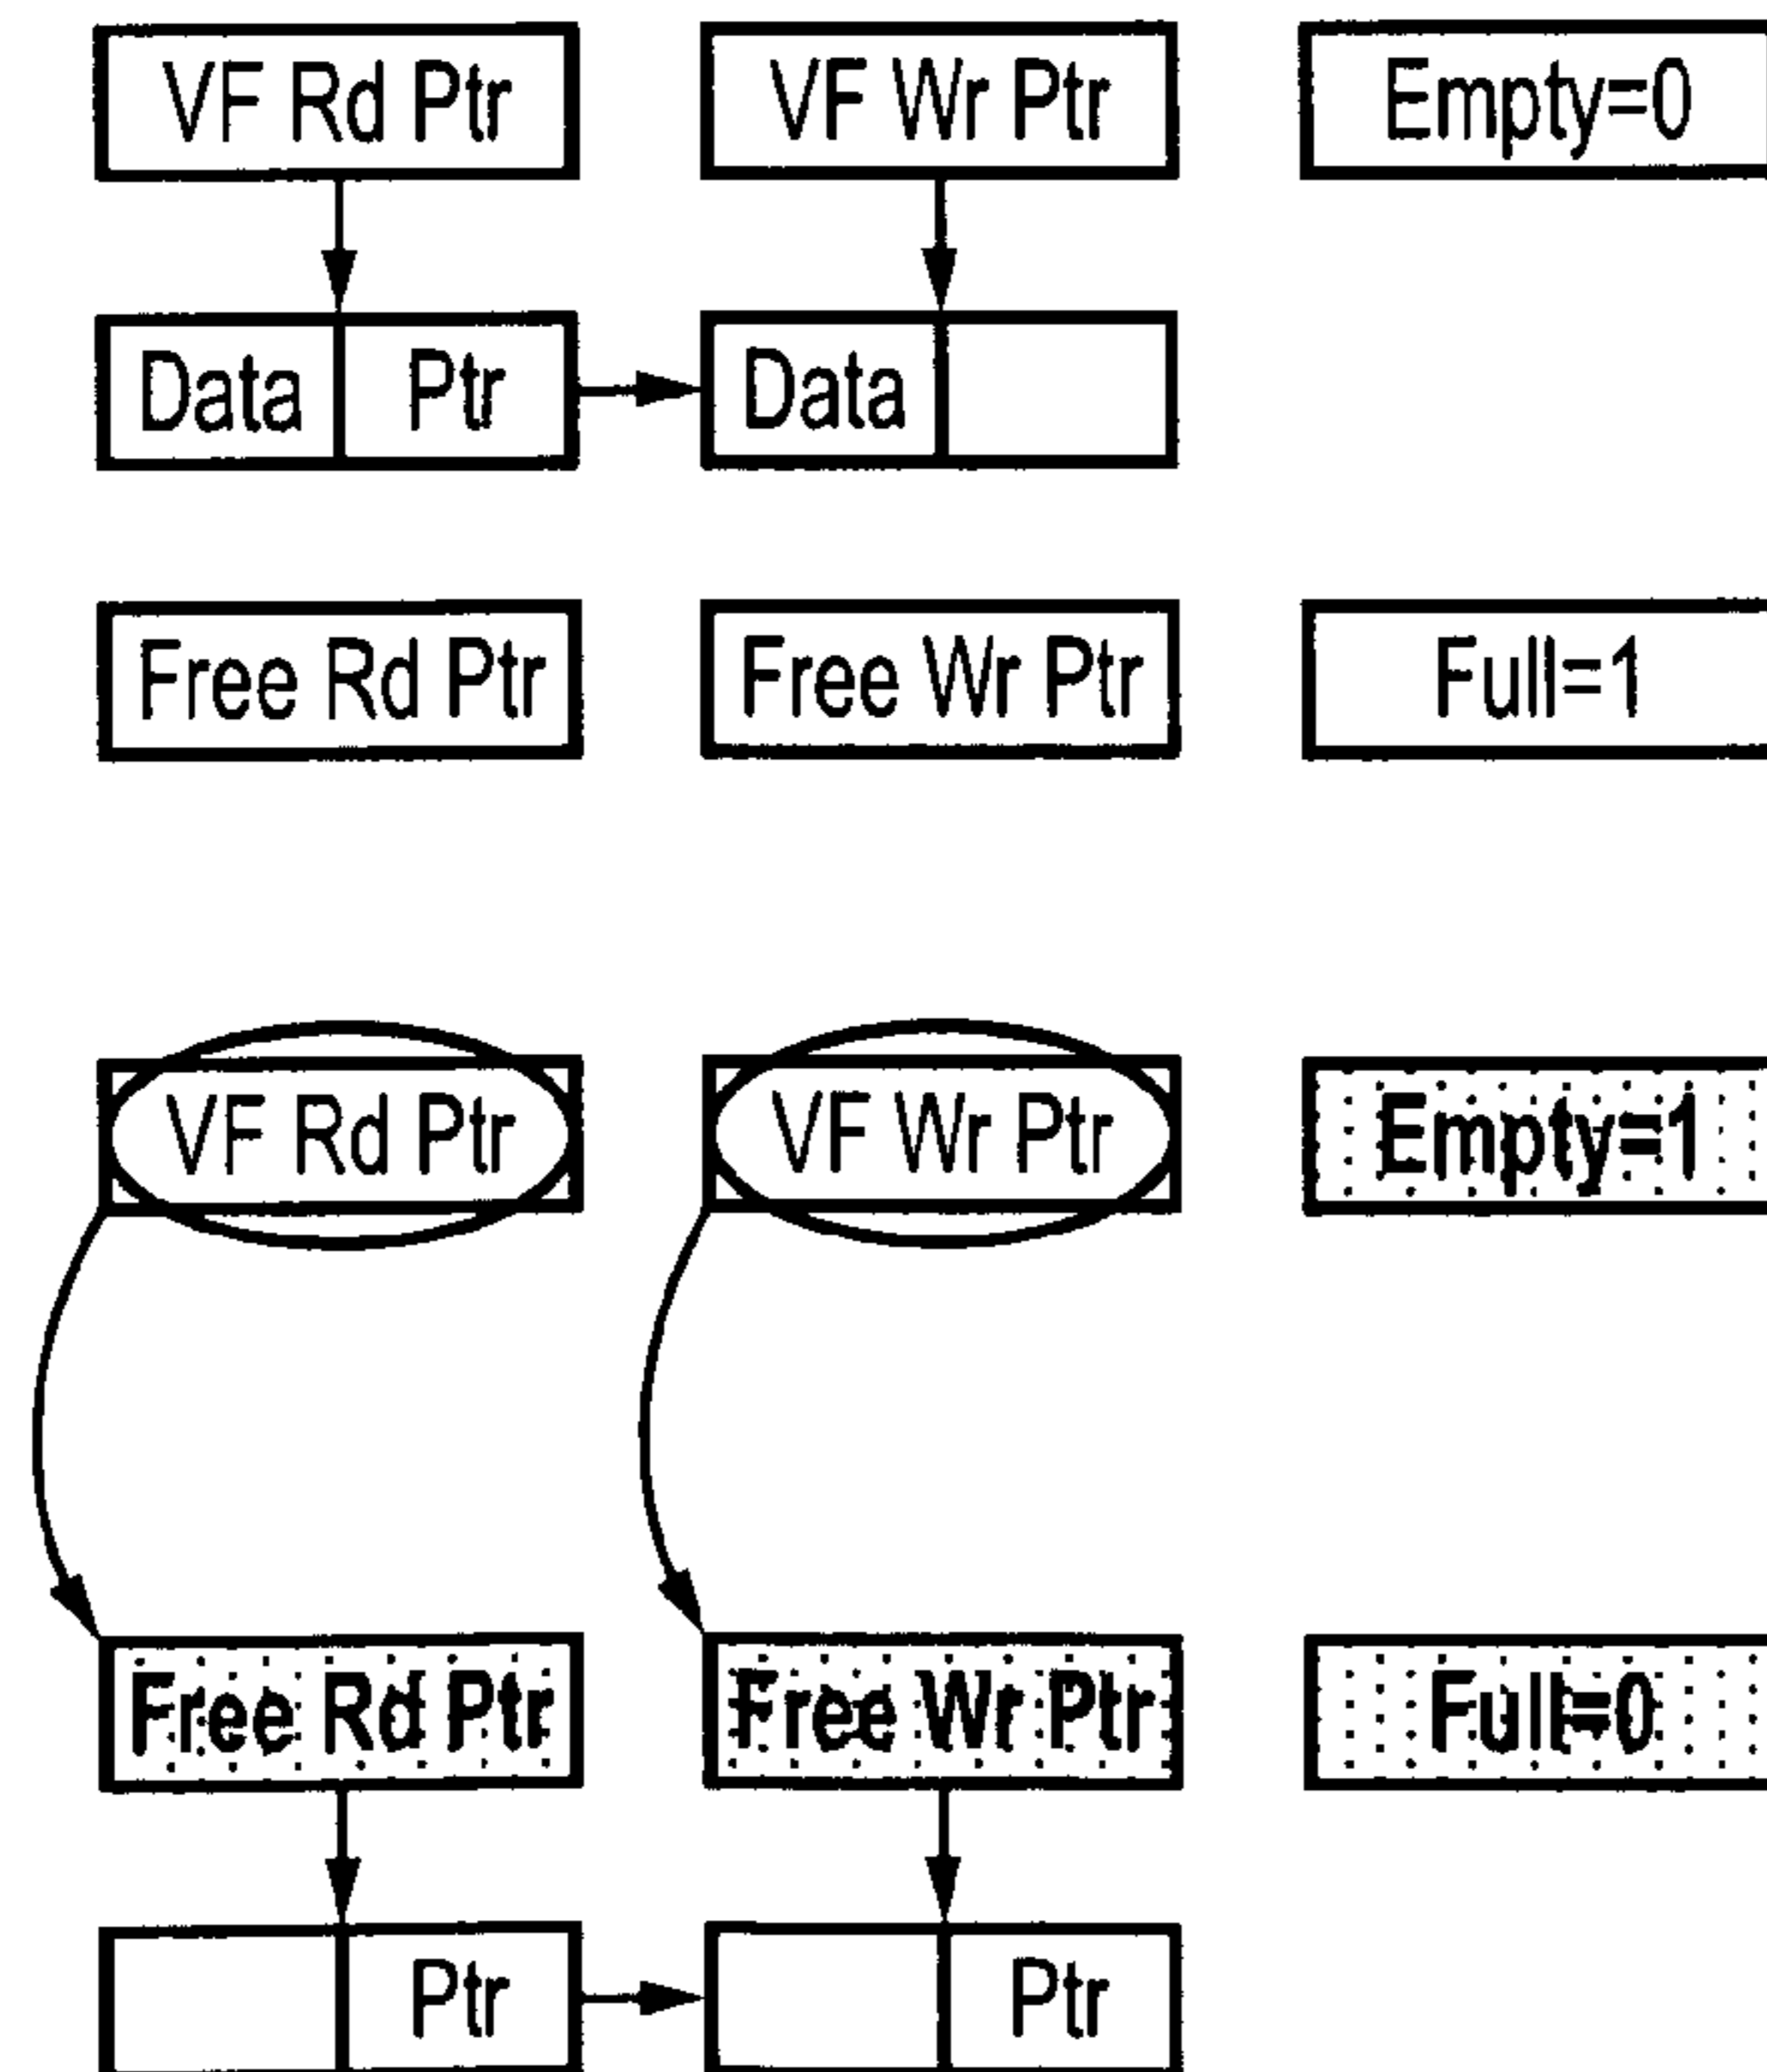 VF Rd Ptr VF Wr Ptr Empty=0
Data Ptr Data
Free Rd Ptr Free Wr Ptr Full=1
VF Rd Ptr VF Wr Ptr Empty=1
Free Rd Ptr Free Wr Ptr Full=0
Ptr Ptr